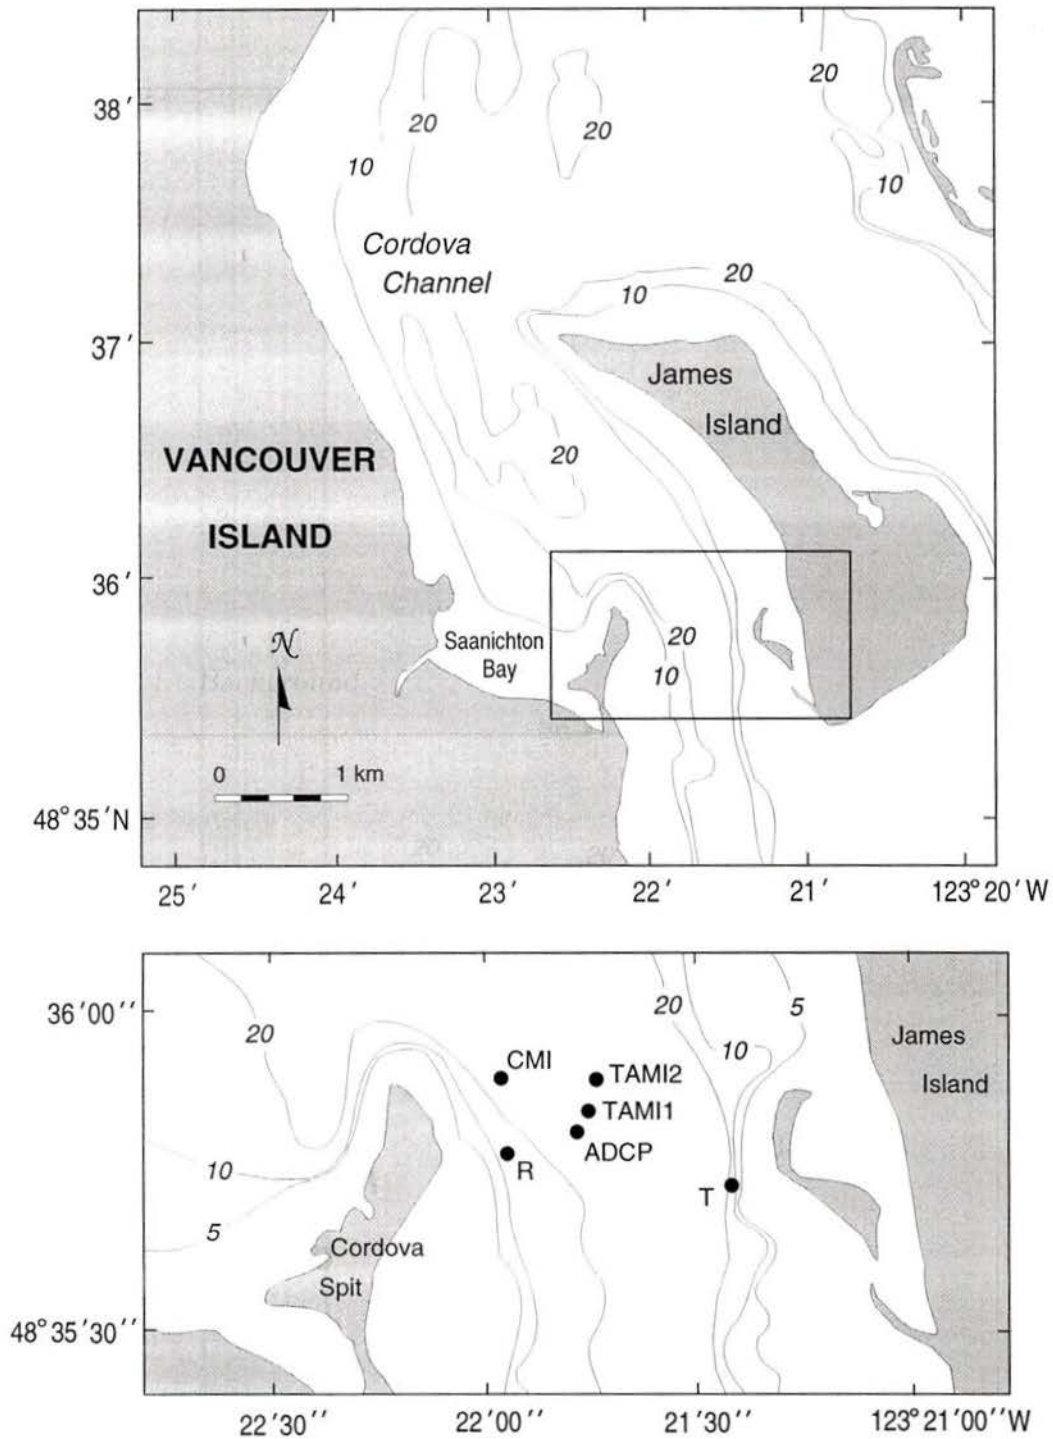 20
38′
20
20
10
10
Cordova
Channel
20
10
37′
James
Island
VANCOUVER
ISLAND
20
36′
N
Saanichton
Bay
20
10
0 1 km
48°35′N
25′ 24′ 23′ 22′ 21′ 123°20′W
36′00′′
20
20
5
10
James
Island
CMI
TAMI2
TAMI1
ADCP
R
T
10
5
Cordova
Spit
48°35′30′′
22′30′′ 22′00′′ 21′30′′ 123°21′00′′W